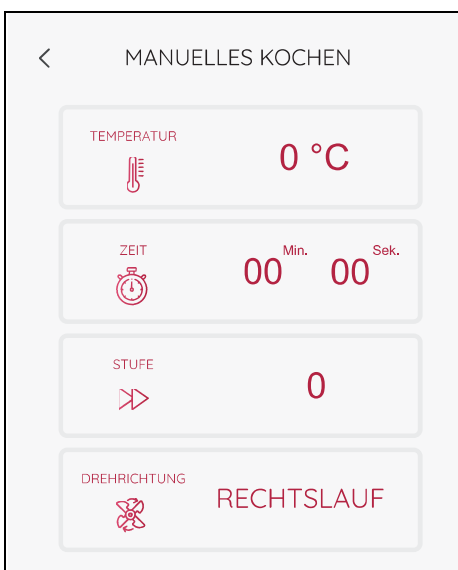 MANUELLES KOCHEN
TEMPERATUR
0 °C
ZEIT
00 Min. 00 Sek.
STUFE
0
DREHRICHTUNG
RECHTSLAUF